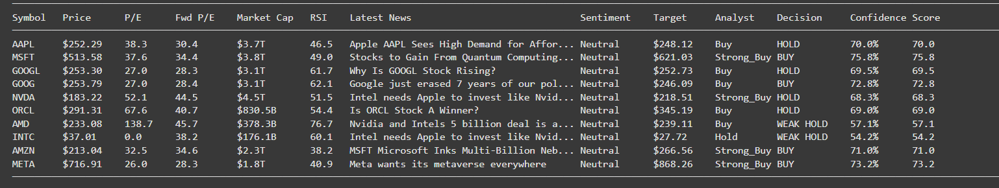 Symbol Price P/E Fwd P/E Market Cap RSI Latest News Sentiment Target Analyst Decision Confidence Score
AAPL $252.29 38.3 30.4 $3.7T 46.5 Apple AAPL Sees High Demand for Affor... Neutral $248.12 Buy HOLD 70.0% 70.0
MSFT $513.58 37.6 34.4 $3.8T 49.0 Stocks to Gain From Quantum Computing... Neutral $621.03 Strong_Buy BUY 75.8% 75.8
GOOGL $253.30 27.0 28.3 $3.1T 61.7 Why Is GOOGL Stock Rising? Neutral $252.73 Buy HOLD 69.5% 69.5
GOOG $253.79 27.0 28.4 $3.1T 62.1 Google just erased 7 years of our pol... Neutral $246.09 Buy BUY 72.8% 72.8
NVDA $183.22 52.1 44.5 $4.5T 51.5 Intel needs Apple to invest like Nvid... Neutral $218.51 Strong_Buy HOLD 68.3% 68.3
ORCL $291.31 67.6 40.7 $830.5B 54.4 Is ORCL Stock A Winner? Neutral $345.19 Buy HOLD 69.0% 69.0
AMD $233.08 138.7 45.7 $378.3B 76.7 Nvidia and Intels 5 billion deal is a... Neutral $239.11 Buy WEAK HOLD 57.1% 57.1
INTC $37.01 0.0 38.2 $176.1B 60.1 Intel needs Apple to invest like Nvid... Neutral $27.72 Hold WEAK HOLD 54.2% 54.2
AMZN $213.04 32.5 34.6 $2.3T 38.2 MSFT Microsoft Inks Multi-Billion Neb... Neutral $266.56 Strong_Buy BUY 71.0% 71.0
META $716.91 26.0 28.3 $1.8T 40.9 Meta wants its metaverse everywhere Neutral $868.26 Strong_Buy BUY 73.2% 73.2